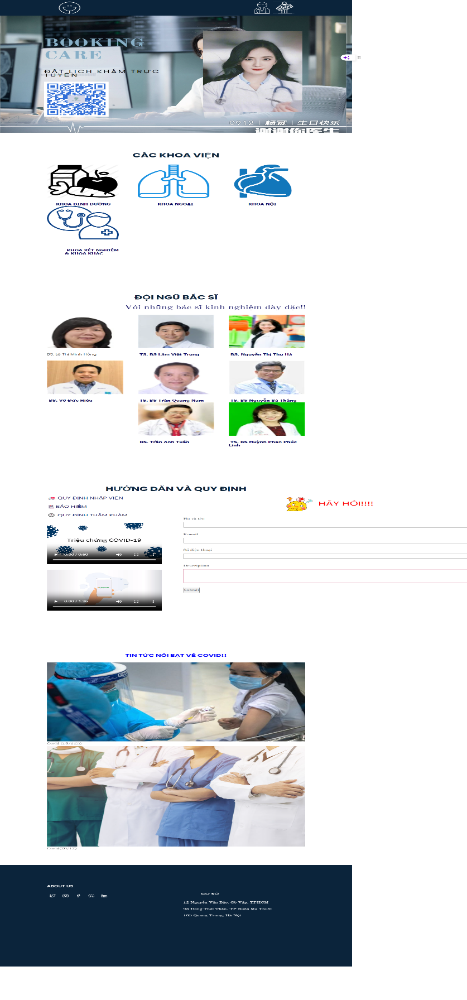 BOOKING
CARE
ĐẶT LỊCH KHÁM TRỰC
TUYẾN
0912 | 杨幂 | 生日快乐
谢谢你医生
CÁC KHOA VIỆN
KHOA DINH DƯỠNG
KHOA NGOẠI
KHOA NỘI
KHOA XÉT NGHIỆM
& KHOA KHÁC
ĐỘI NGŨ BÁC SĨ
Với những bác sĩ kinh nghiệm dày dặc!!
BS. Lê Thị Minh Hồng
TS. BS Lâm Việt Trung
BS. Nguyễn Thị Thu Hà
BS. Võ Đức Hiếu
TS. BS Trần Quang Nam
TS. BS Nguyễn Bá Thắng
BS. Trần Anh Tuấn
TS. BS Huỳnh Phan Phúc
Linh
HƯỚNG DẪN VÀ QUY ĐỊNH
QUY ĐỊNH NHẬP VIỆN
BẢO HIỂM
QUY ĐỊNH THĂM KHÁM
HÃY HỎI!!!!
Triệu chứng COVID-19
0:00 / 0:50
0:00 / 1:26
Họ và tên
E-mail
Số điện thoại
Description
Submit
TIN TỨC NỔI BẬT VỀ COVID!!
Covid (19/11)))
Covid(20/12)
ABOUT US
CƠ SỞ
12 Nguyễn Văn Bảo, Gò Vấp, TPHCM
93 Đặng Thái Thân, TP Buôn Ma Thuột
105 Quang Trung, Hà Nội